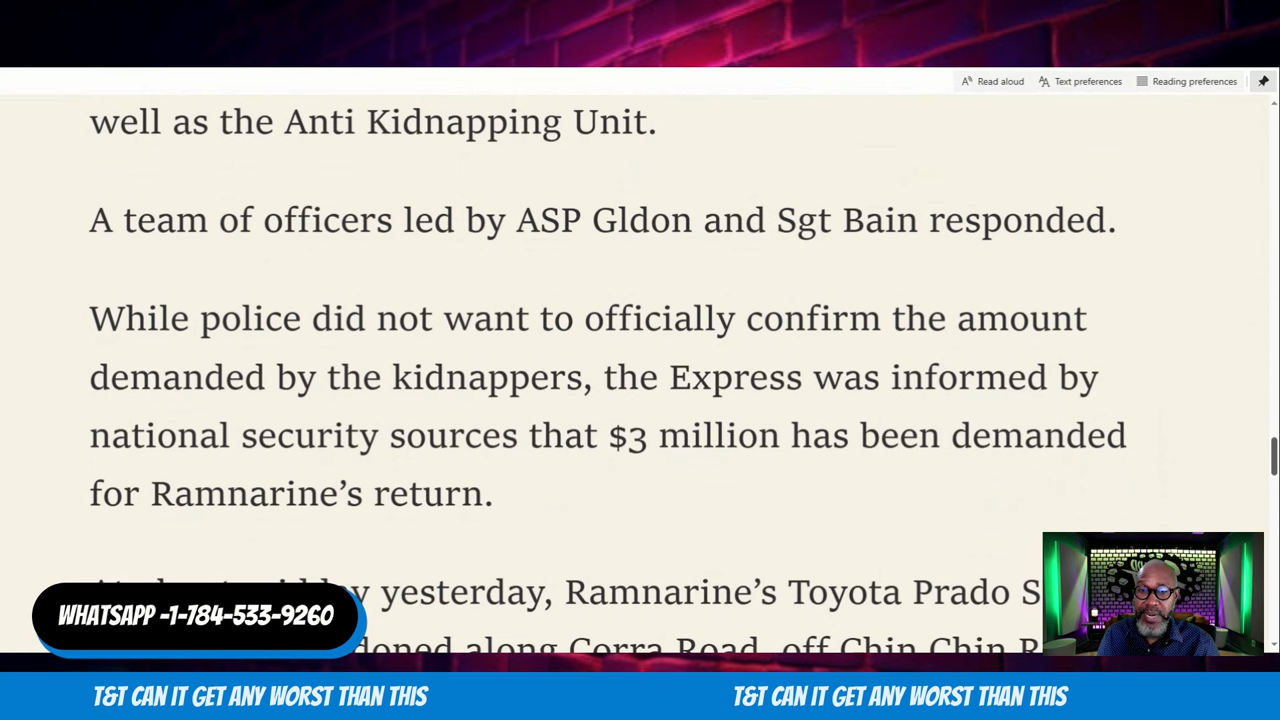 Read aloud
Text preferences
Reading preferences
well as the Anti Kidnapping Unit.
A team of officers led by ASP Gldon and Sgt Bain responded.
While police did not want to officially confirm the amount
demanded by the kidnappers, the Express was informed by
national security sources that $3 million has been demanded
for Ramnarine’s return.
yesterday, Ramnarine’s Toyota Prado
along Corra Road, off Chin Chin
WHATSAPP -1-784-533-9260
T&T CAN IT GET ANY WORST THAN THIS
T&T CAN IT GET ANY WORST THAN THIS